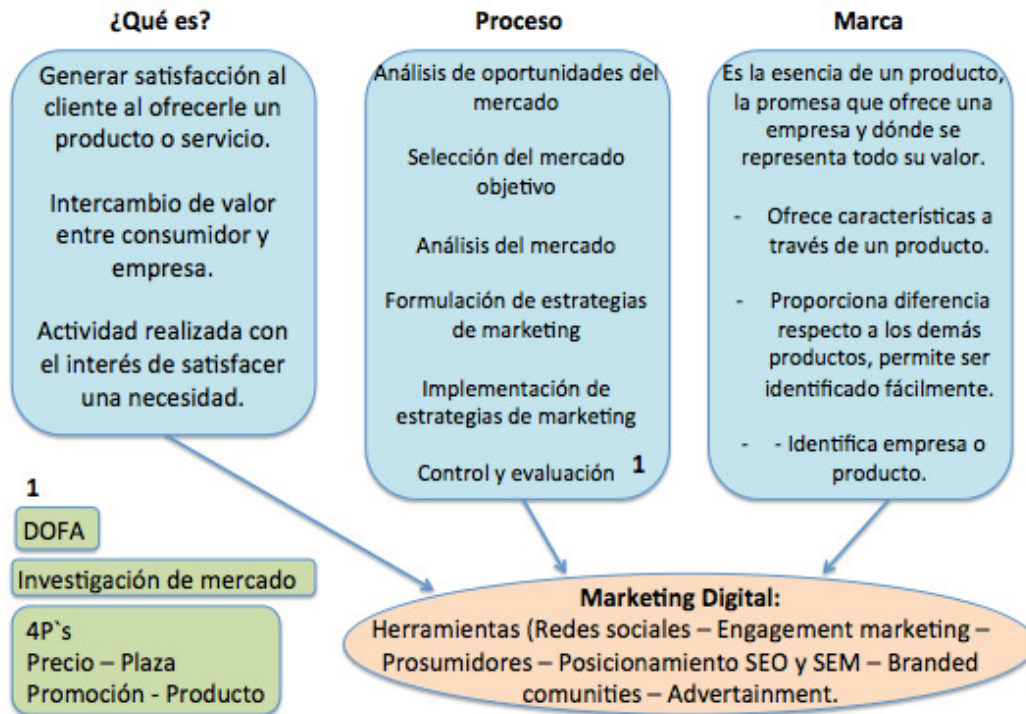 ¿Qué es?
Generar satisfacción al
cliente al ofrecerle un
producto o servicio.
Intercambio de valor
entre consumidor y
empresa.
Actividad realizada con
el interés de satisfacer
una necesidad.
Proceso
Análisis de oportunidades del
mercado
Selección del mercado
objetivo
Análisis del mercado
Formulación de estrategias
de marketing
Implementación de
estrategias de marketing
Control y evaluación 1
Marca
Es la esencia de un producto,
la promesa que ofrece una
empresa y dónde se
representa todo su valor.
- Ofrece características a
través de un producto.
- Proporciona diferencia
respecto a los demás
productos, permite ser
identificado fácilmente.
- - Identifica empresa o
producto.
1
DOFA
Investigación de mercado
4P`s
Precio – Plaza
Promoción - Producto
Marketing Digital:
Herramientas (Redes sociales – Engagement marketing –
Prosumidores – Posicionamiento SEO y SEM – Branded
comunities – Advertainment.